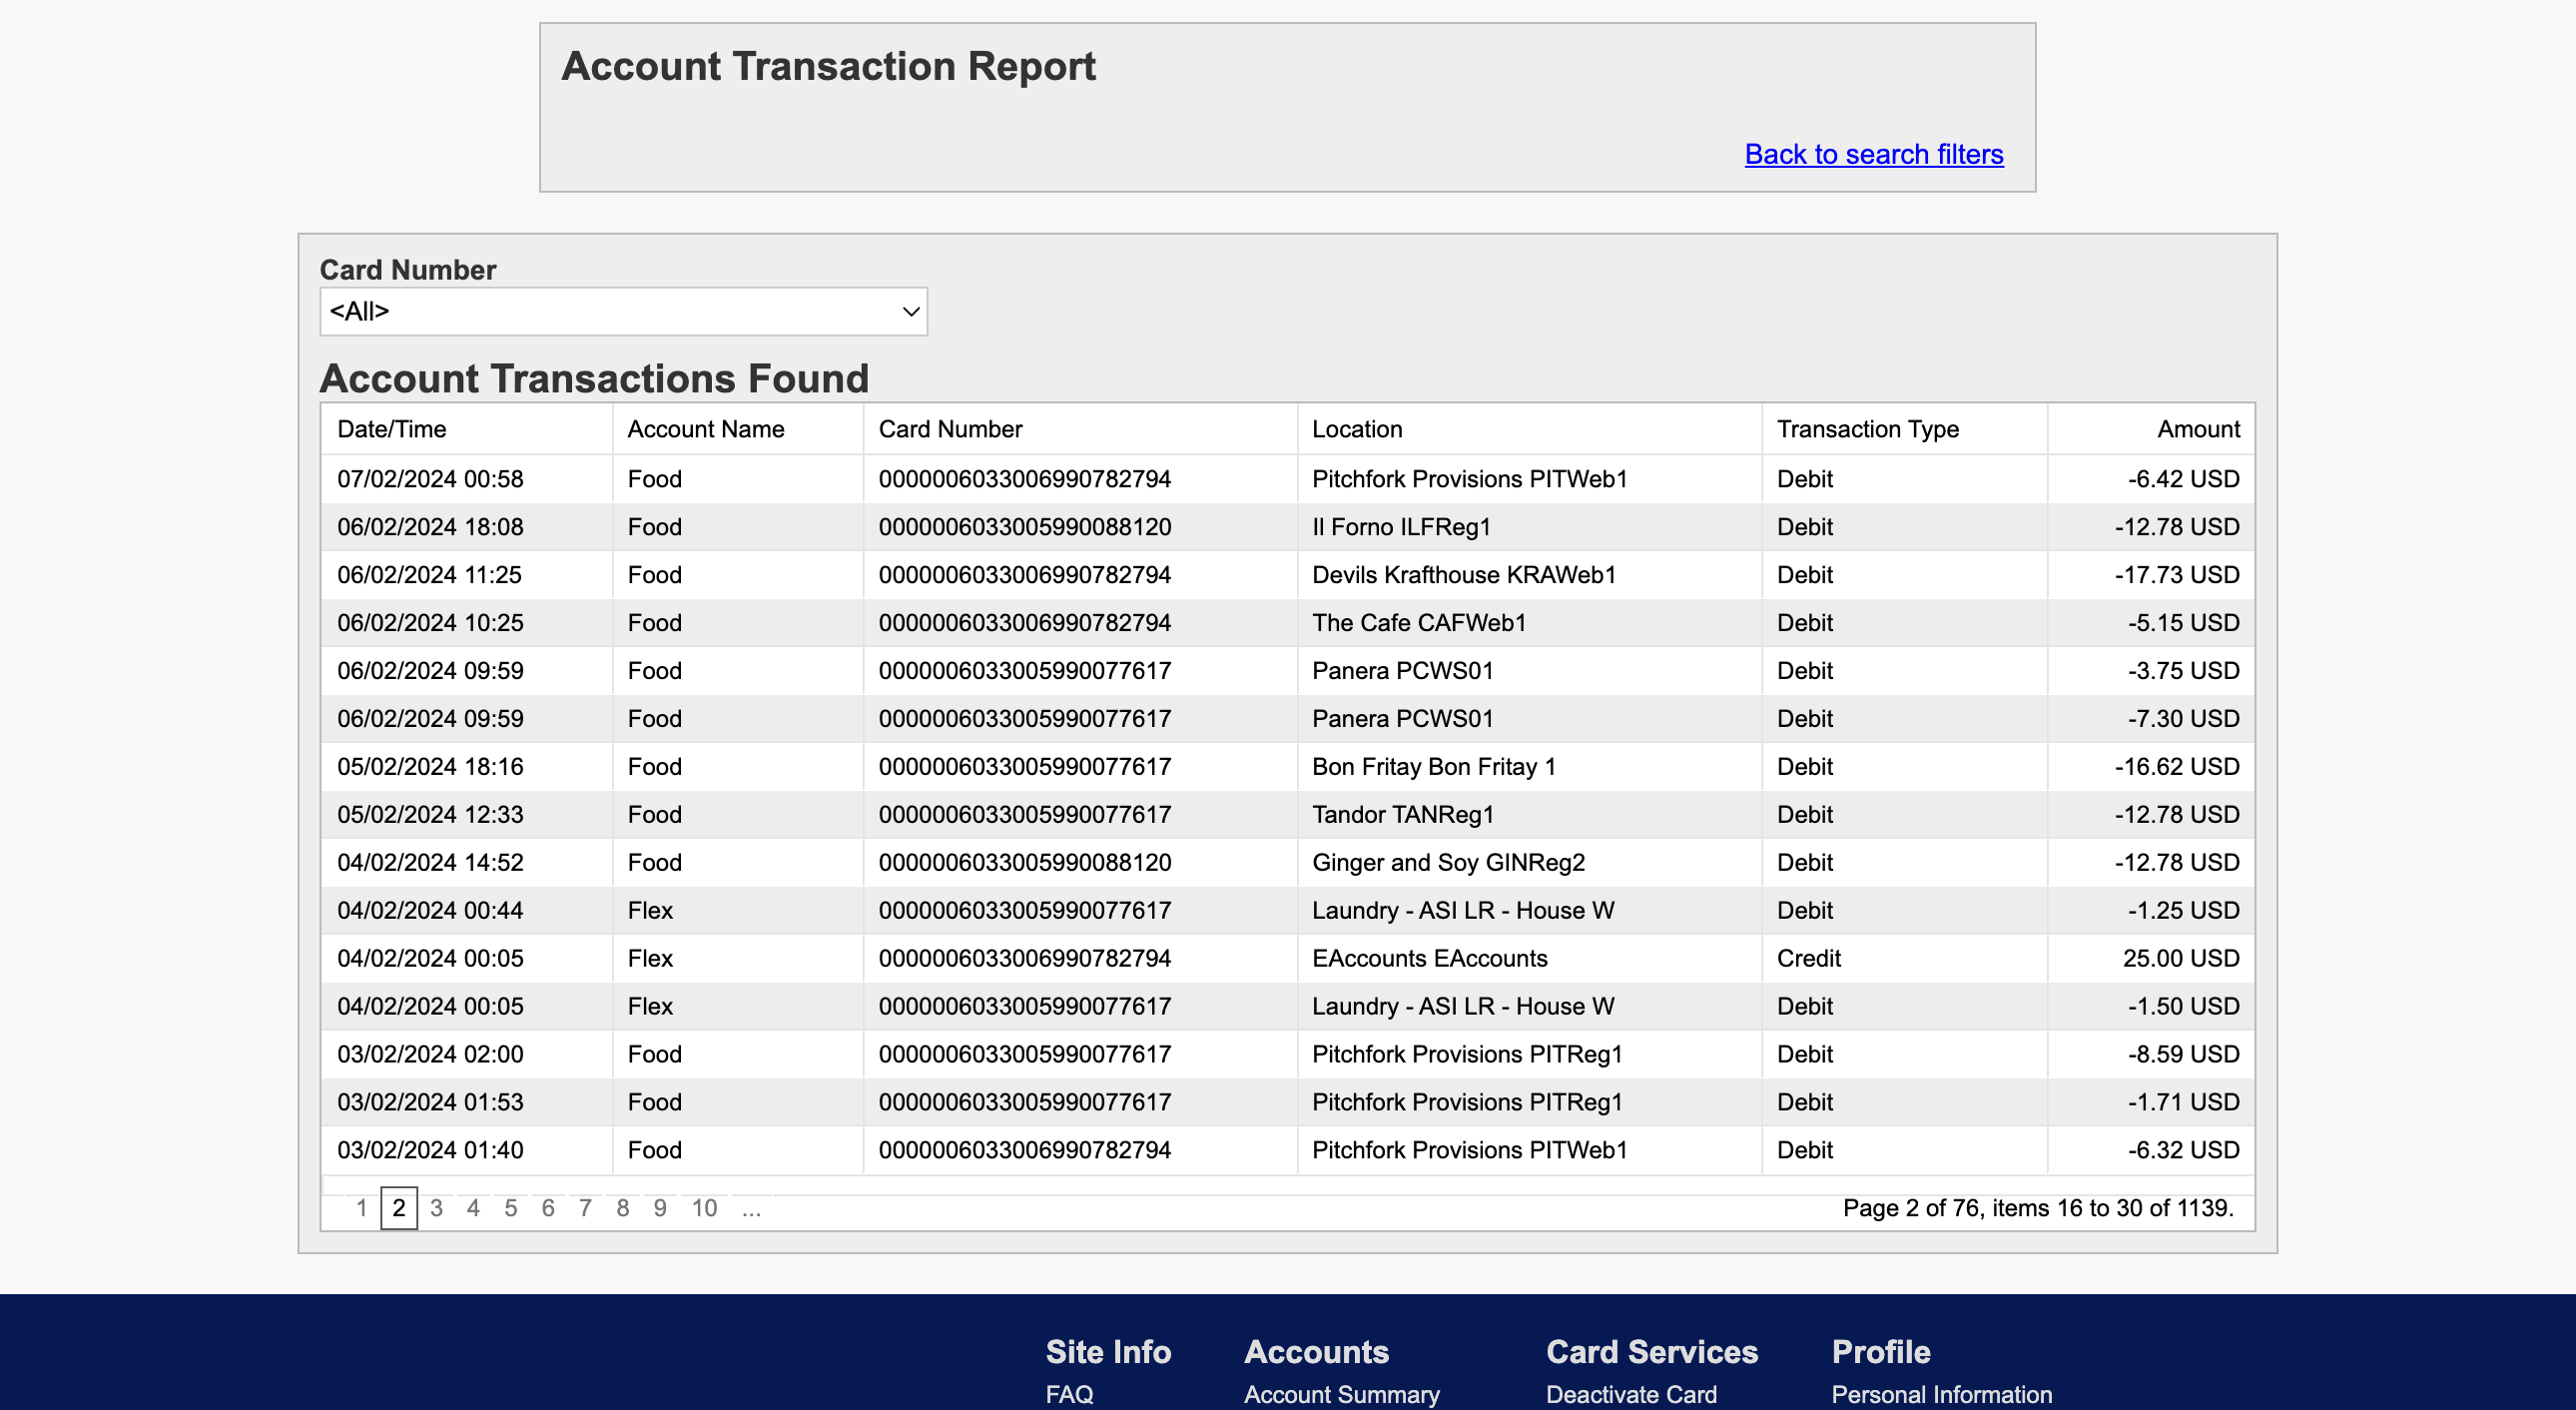 Account Transaction Report
Back to search filters
Card Number
<All>
Account Transactions Found
Date/Time Account Name Card Number Location Transaction Type Amount
07/02/2024 00:58 Food 0000006033006990782794 Pitchfork Provisions PITWeb1 Debit -6.42 USD
06/02/2024 18:08 Food 0000006033005990088120 Il Forno ILFReg1 Debit -12.78 USD
06/02/2024 11:25 Food 0000006033006990782794 Devils Krafthouse KRAWeb1 Debit -17.73 USD
06/02/2024 10:25 Food 0000006033006990782794 The Cafe CAFWeb1 Debit -5.15 USD
06/02/2024 09:59 Food 0000006033005990077617 Panera PCWS01 Debit -3.75 USD
06/02/2024 09:59 Food 0000006033005990077617 Panera PCWS01 Debit -7.30 USD
05/02/2024 18:16 Food 0000006033005990077617 Bon Fritay Bon Fritay 1 Debit -16.62 USD
05/02/2024 12:33 Food 0000006033005990077617 Tandor TANReg1 Debit -12.78 USD
04/02/2024 14:52 Food 0000006033005990088120 Ginger and Soy GINReg2 Debit -12.78 USD
04/02/2024 00:44 Flex 0000006033005990077617 Laundry - ASI LR - House W Debit -1.25 USD
04/02/2024 00:05 Flex 0000006033006990782794 EAccounts EAccounts Credit 25.00 USD
04/02/2024 00:05 Flex 0000006033005990077617 Laundry - ASI LR - House W Debit -1.50 USD
03/02/2024 02:00 Food 0000006033005990077617 Pitchfork Provisions PITReg1 Debit -8.59 USD
03/02/2024 01:53 Food 0000006033005990077617 Pitchfork Provisions PITReg1 Debit -1.71 USD
03/02/2024 01:40 Food 0000006033006990782794 Pitchfork Provisions PITWeb1 Debit -6.32 USD
1 2 3 4 5 6 7 8 9 10 ... Page 2 of 76, items 16 to 30 of 1139.
Site Info Accounts Card Services Profile
FAQ Account Summary Deactivate Card Personal Information